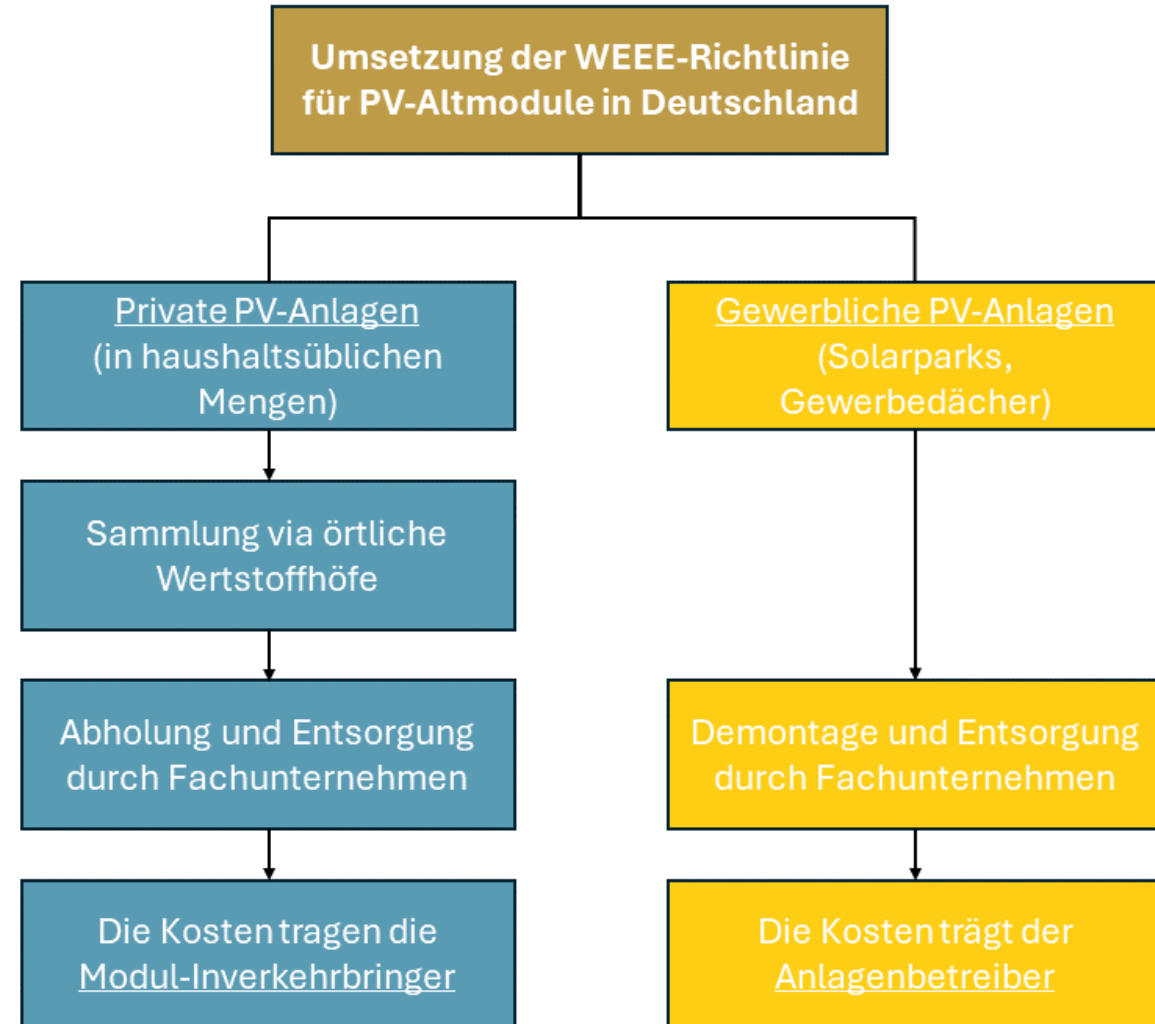 Umsetzung der WEEE-Richtlinie
für PV-Altmodule in Deutschland
Private PV-Anlagen
(in haushaltsüblichen
Mengen)
Sammlung via örtliche
Wertstoffhöfe
Abholung und Entsorgung
durch Fachunternehmen
Die Kosten tragen die
Modul-Inverkehrbringer
Gewerbliche PV-Anlagen
(Solarparks,
Gewerbedächer)
Demontage und Entsorgung
durch Fachunternehmen
Die Kosten trägt der
Anlagenbetreiber